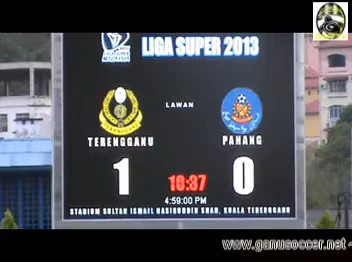 LIGA SUPER 2013
LAWAN
TERENGGANU
PAHANG
1
10:37
0
4:59:00 PM
STADIUM SULTAN ISMAIL NASIRUDDIN SHAH, KUALA TERENGGANU
www.ganusoccer.net